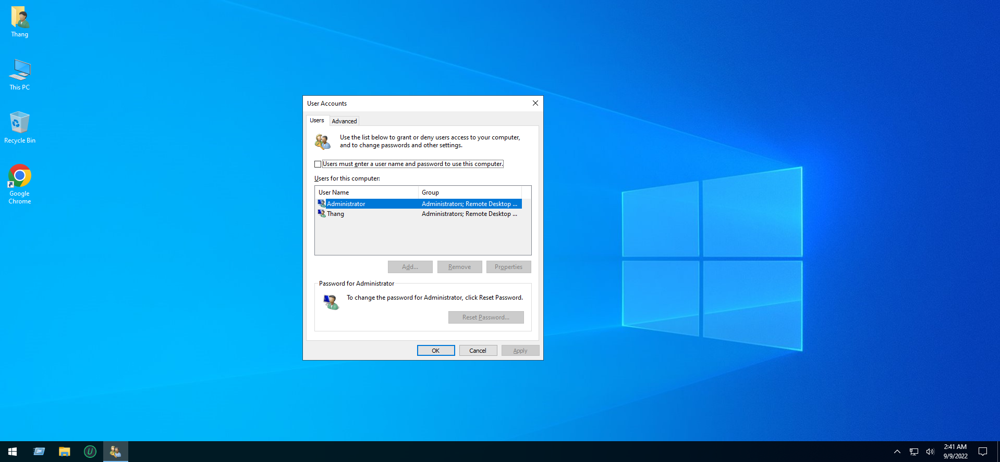 Thang
This PC
Recycle Bin
Google
Chrome
User Accounts
Users
Advanced
Use the list below to grant or deny users access to your computer,
and to change passwords and other settings.
Users must enter a user name and password to use this computer.
Users for this computer:
User Name Group
Administrator Administrators; Remote Desktop ...
Thang Administrators; Remote Desktop ...
Add... Remove Properties
Password for Administrator
To change the password for Administrator, click Reset Password.
Reset Password...
OK Cancel Apply
U
2:41 AM
9/9/2022